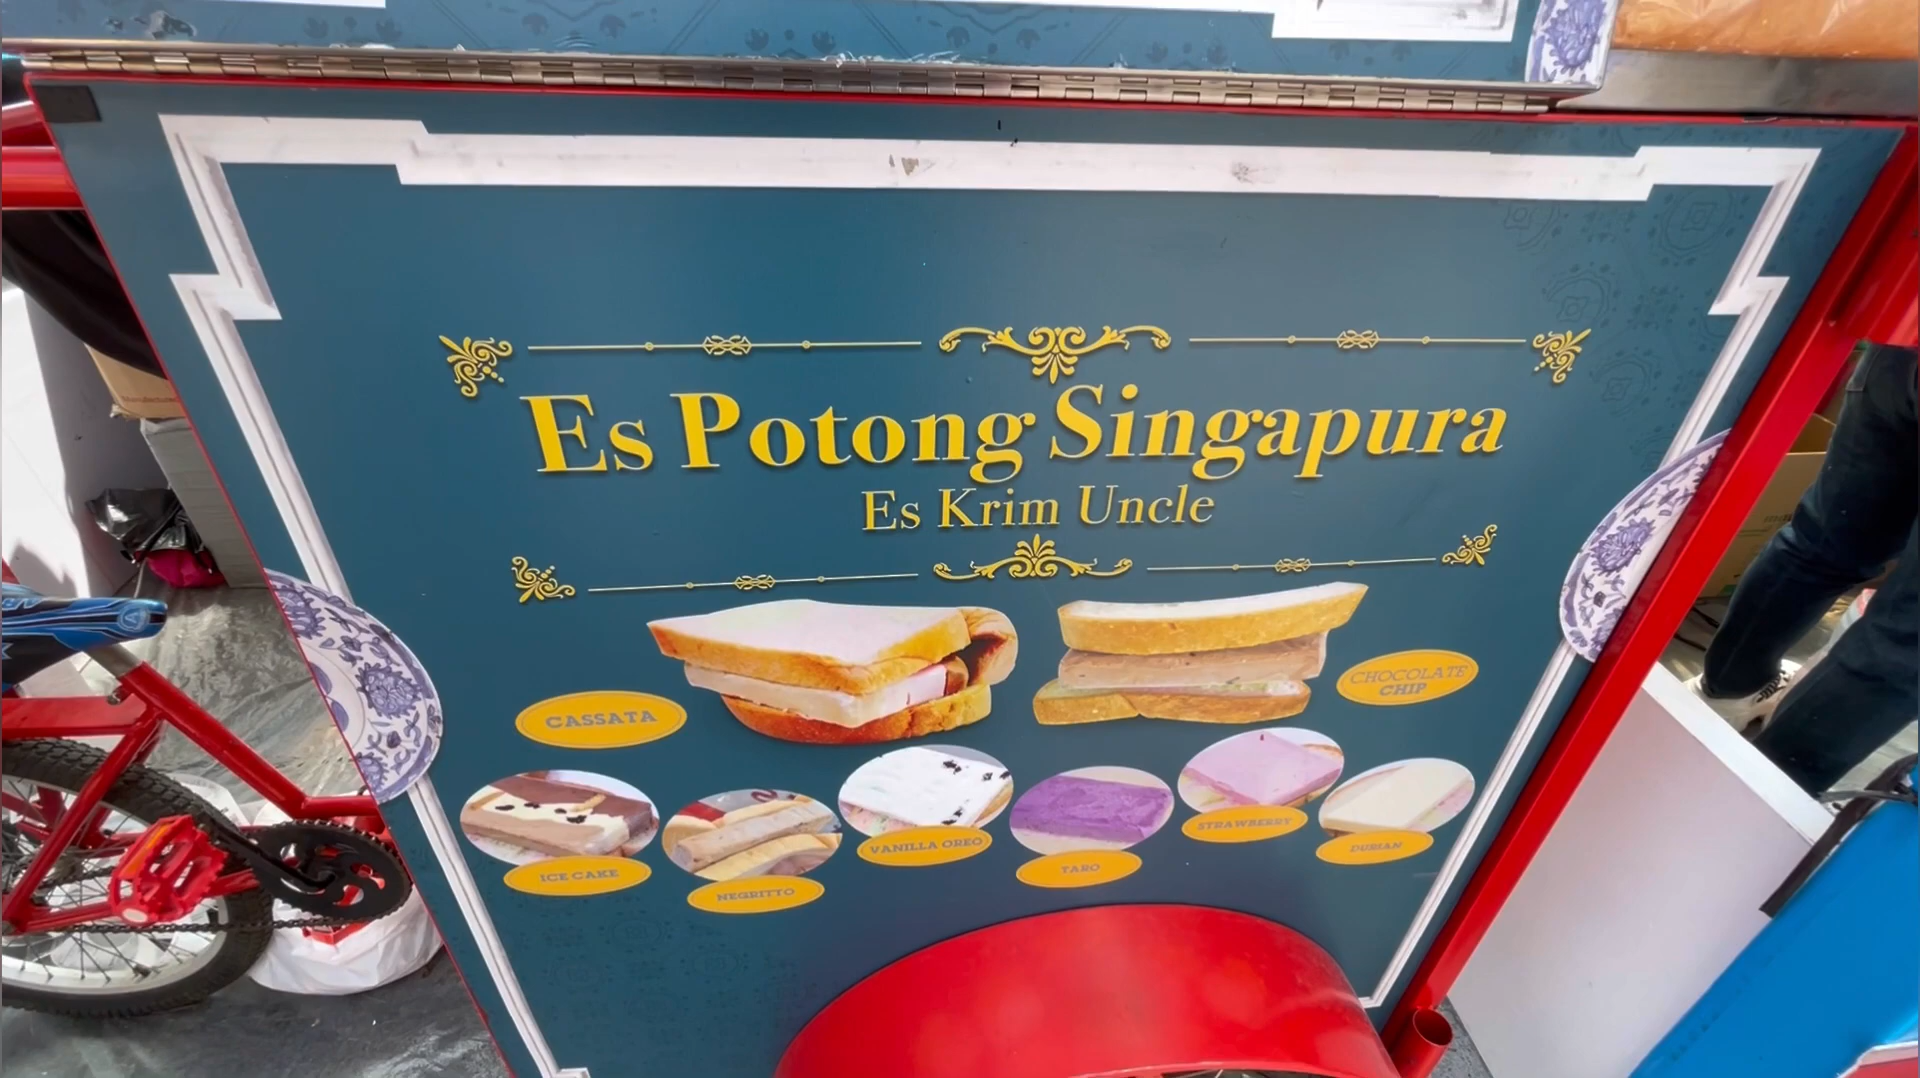 Es Potong Singapura
Es Krim Uncle
CASSATA
CHOCOLATE
CHIP
ICE CAKE
NEGRITTO
VANILLA OREO
TARO
STRAWBERRY
DURIAN